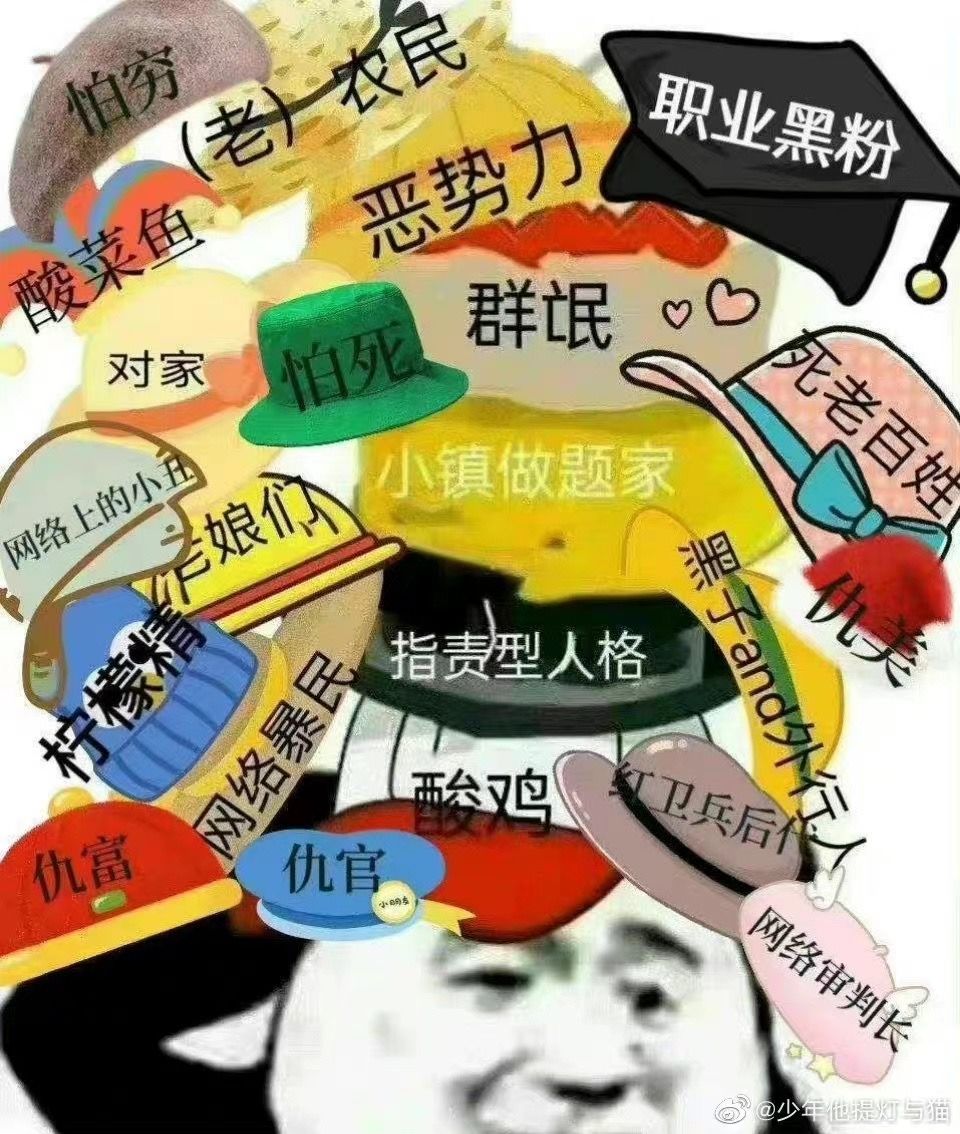 怕穷
(老)农民
职业黑粉
恶势力
酸菜鱼
群氓
对家
怕死
死老百姓
小镇做题家
网络上的小丑
娘们
仇美
黑子and外行人
柠檬精
指责型人格
网络暴民
酸鸡
红卫兵后代
仇富
仇官
小朋友
网络审判长
@少年他提灯与猫